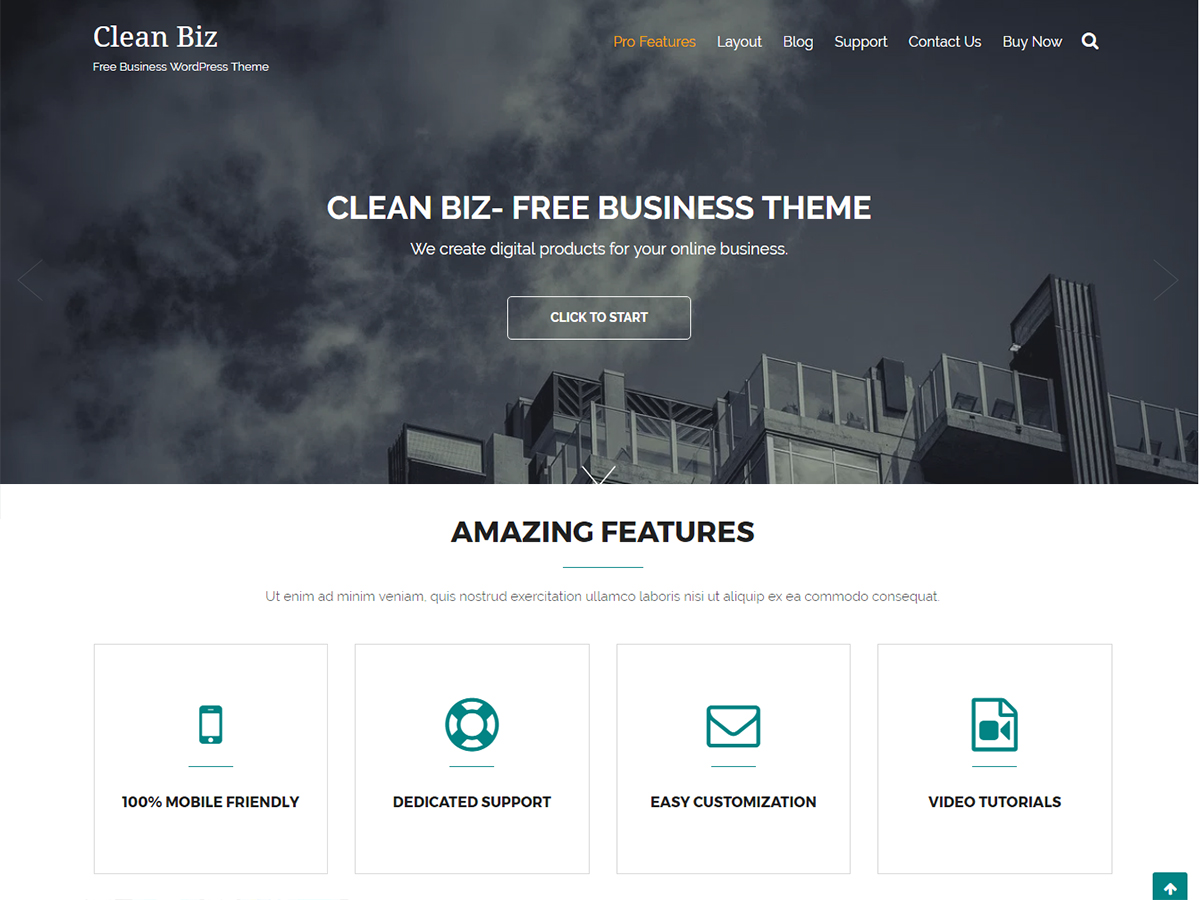 Clean Biz
Free Business WordPress Theme
Pro Features Layout Blog Support Contact Us Buy Now
CLEAN BIZ- FREE BUSINESS THEME
We create digital products for your online business.
CLICK TO START
AMAZING FEATURES
Ut enim ad minim veniam, quis nostrud exercitation ullamco laboris nisi ut aliquip ex ea commodo consequat.
100% MOBILE FRIENDLY
DEDICATED SUPPORT
EASY CUSTOMIZATION
VIDEO TUTORIALS